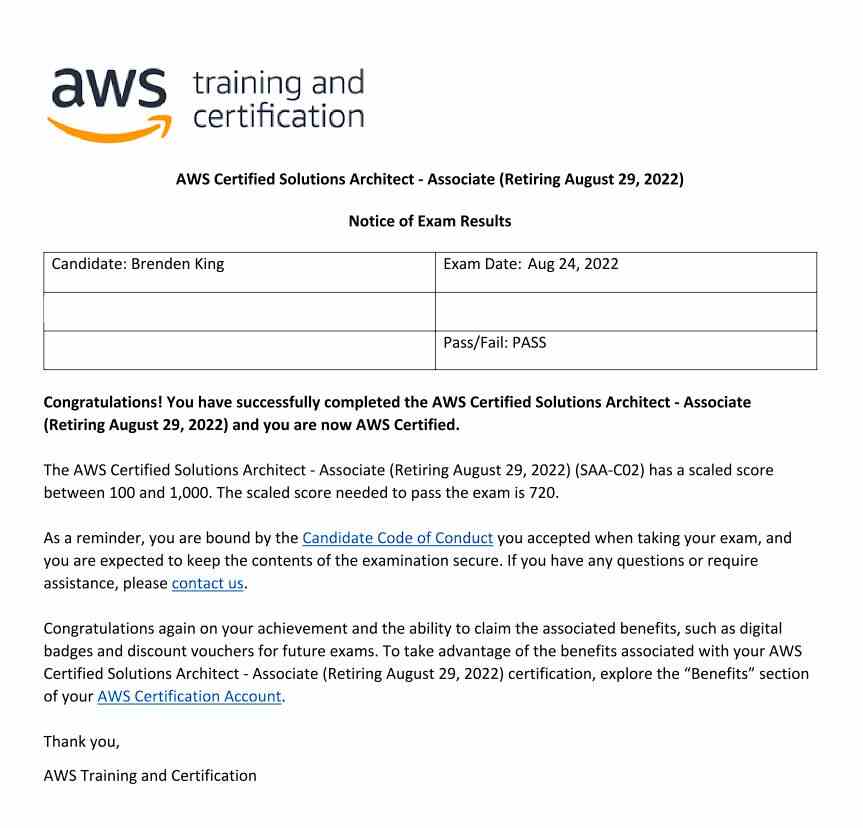 aws training and
certification
AWS Certified Solutions Architect - Associate (Retiring August 29, 2022)
Notice of Exam Results
Candidate: Brenden King
Exam Date: Aug 24, 2022
Pass/Fail: PASS
Congratulations! You have successfully completed the AWS Certified Solutions Architect - Associate
(Retiring August 29, 2022) and you are now AWS Certified.
The AWS Certified Solutions Architect - Associate (Retiring August 29, 2022) (SAA-C02) has a scaled score
between 100 and 1,000. The scaled score needed to pass the exam is 720.
As a reminder, you are bound by the Candidate Code of Conduct you accepted when taking your exam, and
you are expected to keep the contents of the examination secure. If you have any questions or require
assistance, please contact us.
Congratulations again on your achievement and the ability to claim the associated benefits, such as digital
badges and discount vouchers for future exams. To take advantage of the benefits associated with your AWS
Certified Solutions Architect - Associate (Retiring August 29, 2022) certification, explore the “Benefits” section
of your AWS Certification Account.
Thank you,
AWS Training and Certification